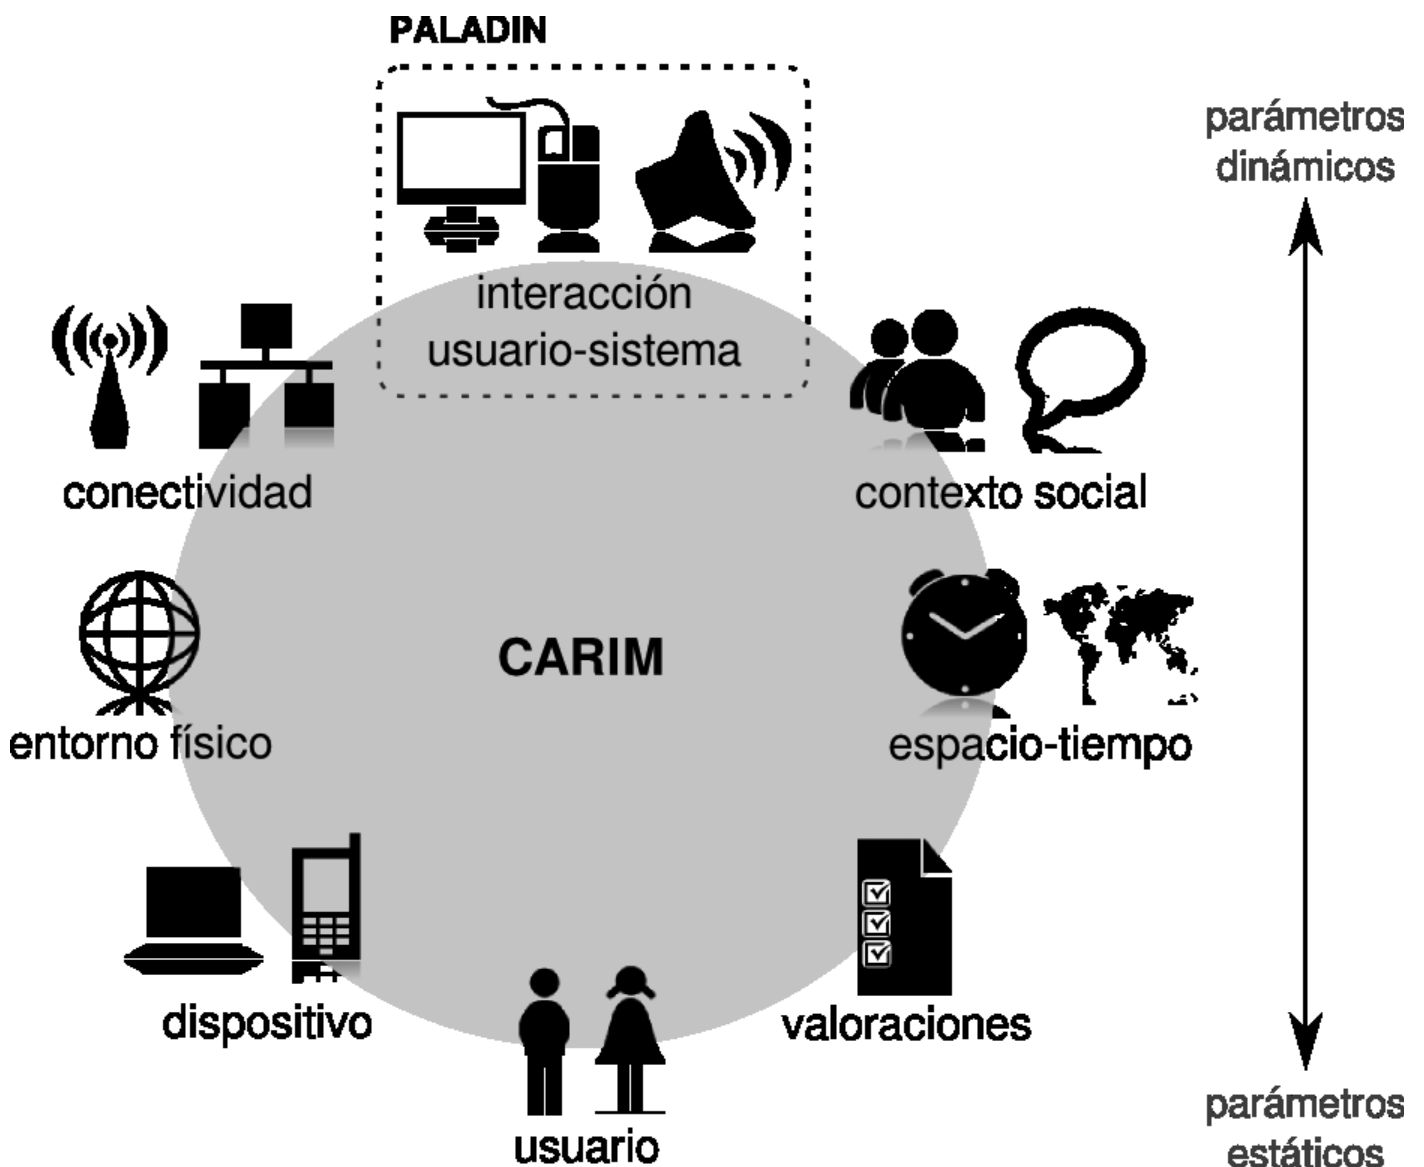 PALADIN
parámetros
dinámicos
interacción
usuario-sistema
conectividad
contexto social
CARIM
entorno físico
espacio-tiempo
dispositivo
valoraciones
usuario
parámetros
estáticos